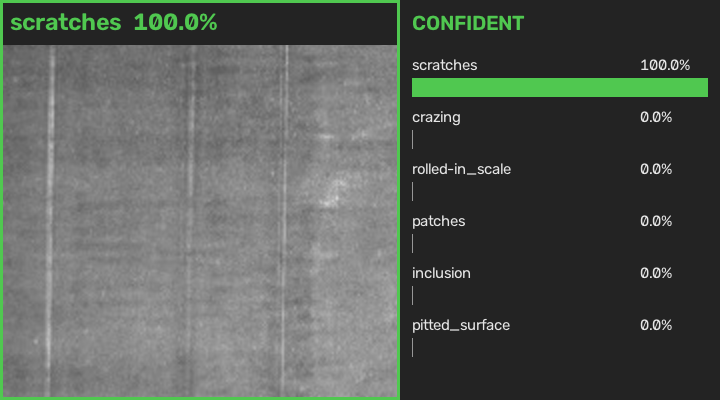 scratches 100.0%
CONFIDENT
scratches 100.0%
crazing 0.0%
rolled-in_scale 0.0%
patches 0.0%
inclusion 0.0%
pitted_surface 0.0%